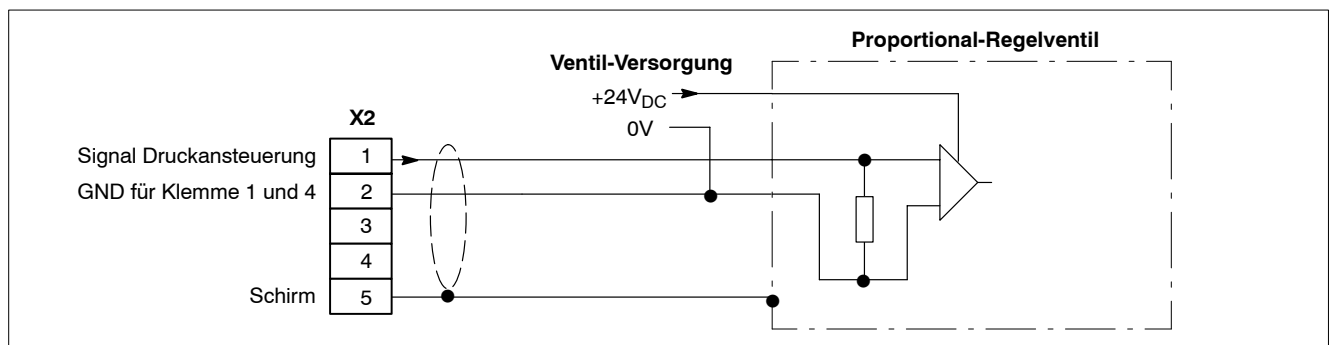 Proportional-Regelventil
Ventil-Versorgung
+24VDC
0V
X2
Signal Druckansteuerung 1
GND für Klemme 1 und 4 2
3
4
Schirm 5